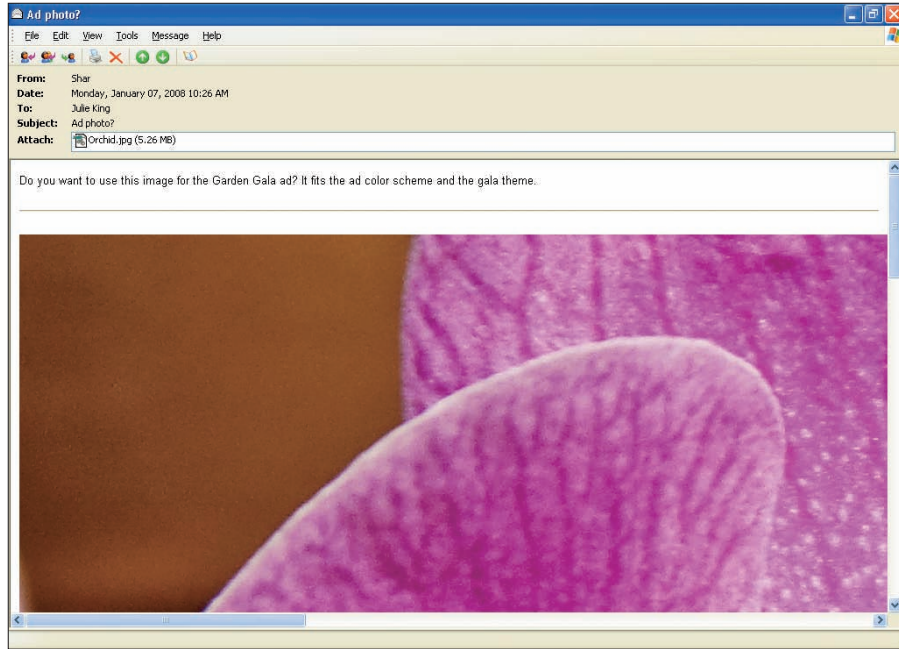 Ad photo?
File Edit View Tools Message Help
From: Shar
Date: Monday, January 07, 2008 10:26 AM
To: Julie King
Subject: Ad photo?
Attach: Orchid.jpg (5.26 MB)
Do you want to use this image for the Garden Gala ad? It fits the ad color scheme and the gala theme.